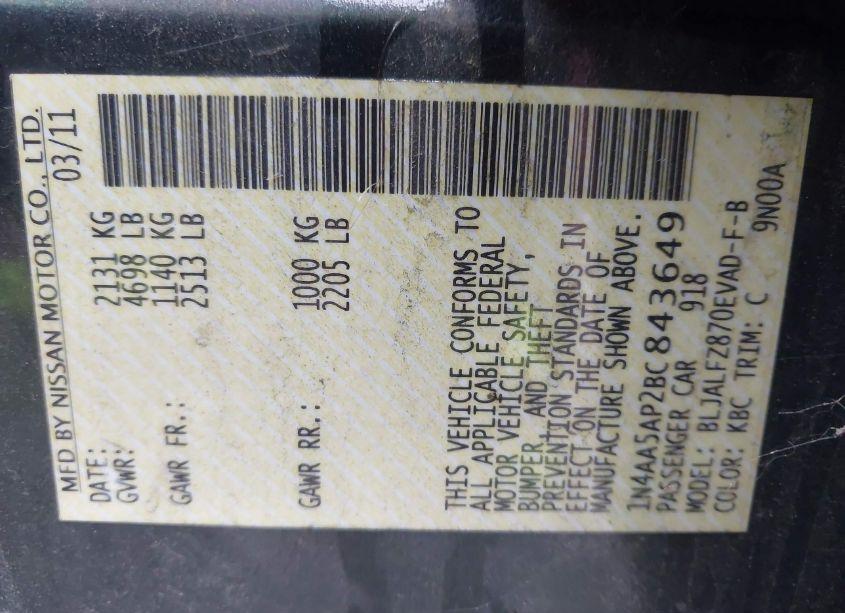 MFD BY NISSAN MOTOR CO., LTD.
DATE: 03/11
GVWR: 2131 KG
4698 LB
GAWR FR.: 1140 KG
2513 LB
GAWR RR.: 1000 KG
2205 LB
THIS VEHICLE CONFORMS TO
ALL APPLICABLE FEDERAL
MOTOR VEHICLE SAFETY,
BUMPER, AND THEFT
PREVENTION STANDARDS IN
EFFECT ON THE DATE OF
MANUFACTURE SHOWN ABOVE.
1N4AA5AP2BC843649
PASSENGER CAR 918
MODEL: BLJALFZ870EVAD-F-B
COLOR: KBC TRIM: C 9N00A